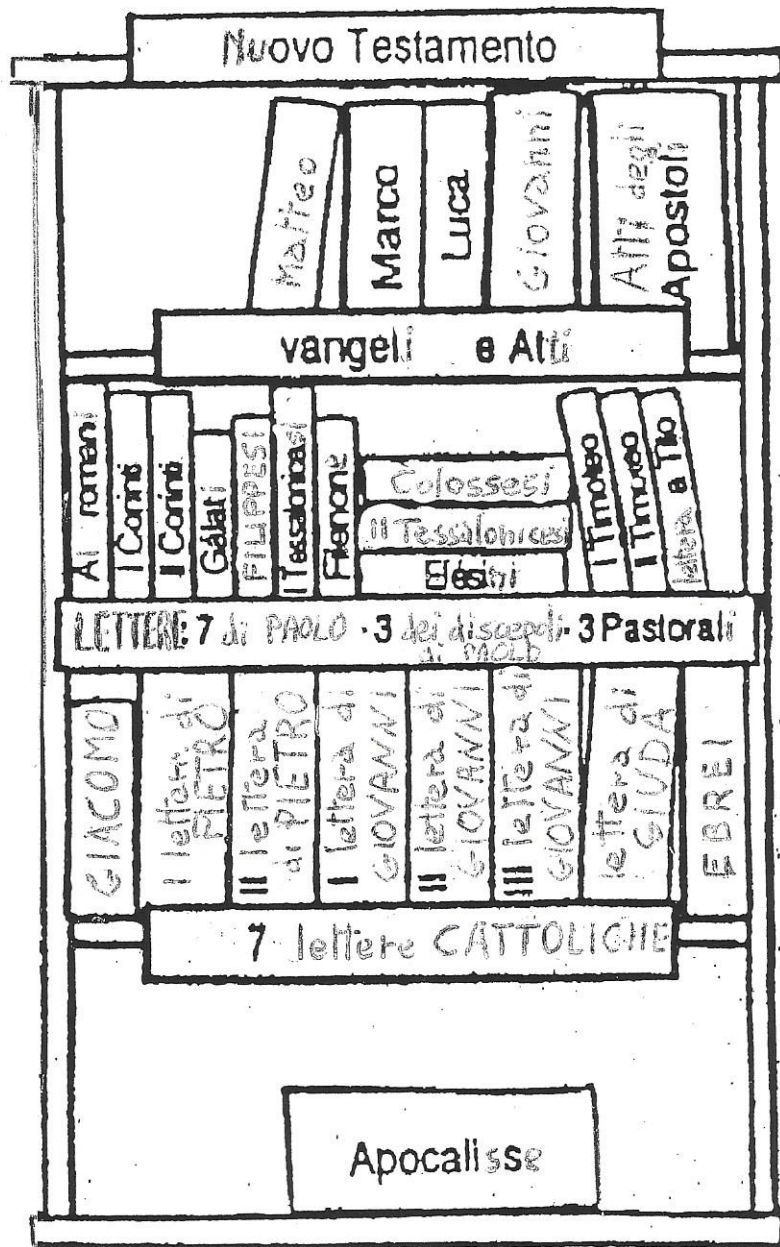 Nuovo Testamento
Matteo
Marco
Luca
Giovanni
Atti degli
Apostoli
vangeli e Atti
Ai romani
I Corinti
II Corinti
Galati
FILIPPESI
I Tessalonicasi
Filemone
Colossesi
II Tessalonicesi
Efesini
I Timoteo
II Timoteo
lettera a Tito
LETTERE: 7 di PAOLO · 3 dei discepoli · 3 Pastorali
di PAOLO
GIACOMO
I lettera di
PIETRO
II lettera
di PIETRO
I lettera di
GIOVANNI
II lettera di
GIOVANNI
III lettera di
GIOVANNI
lettera di
GIUDA
EBREI
7 lettere CATTOLICHE
Apocalisse